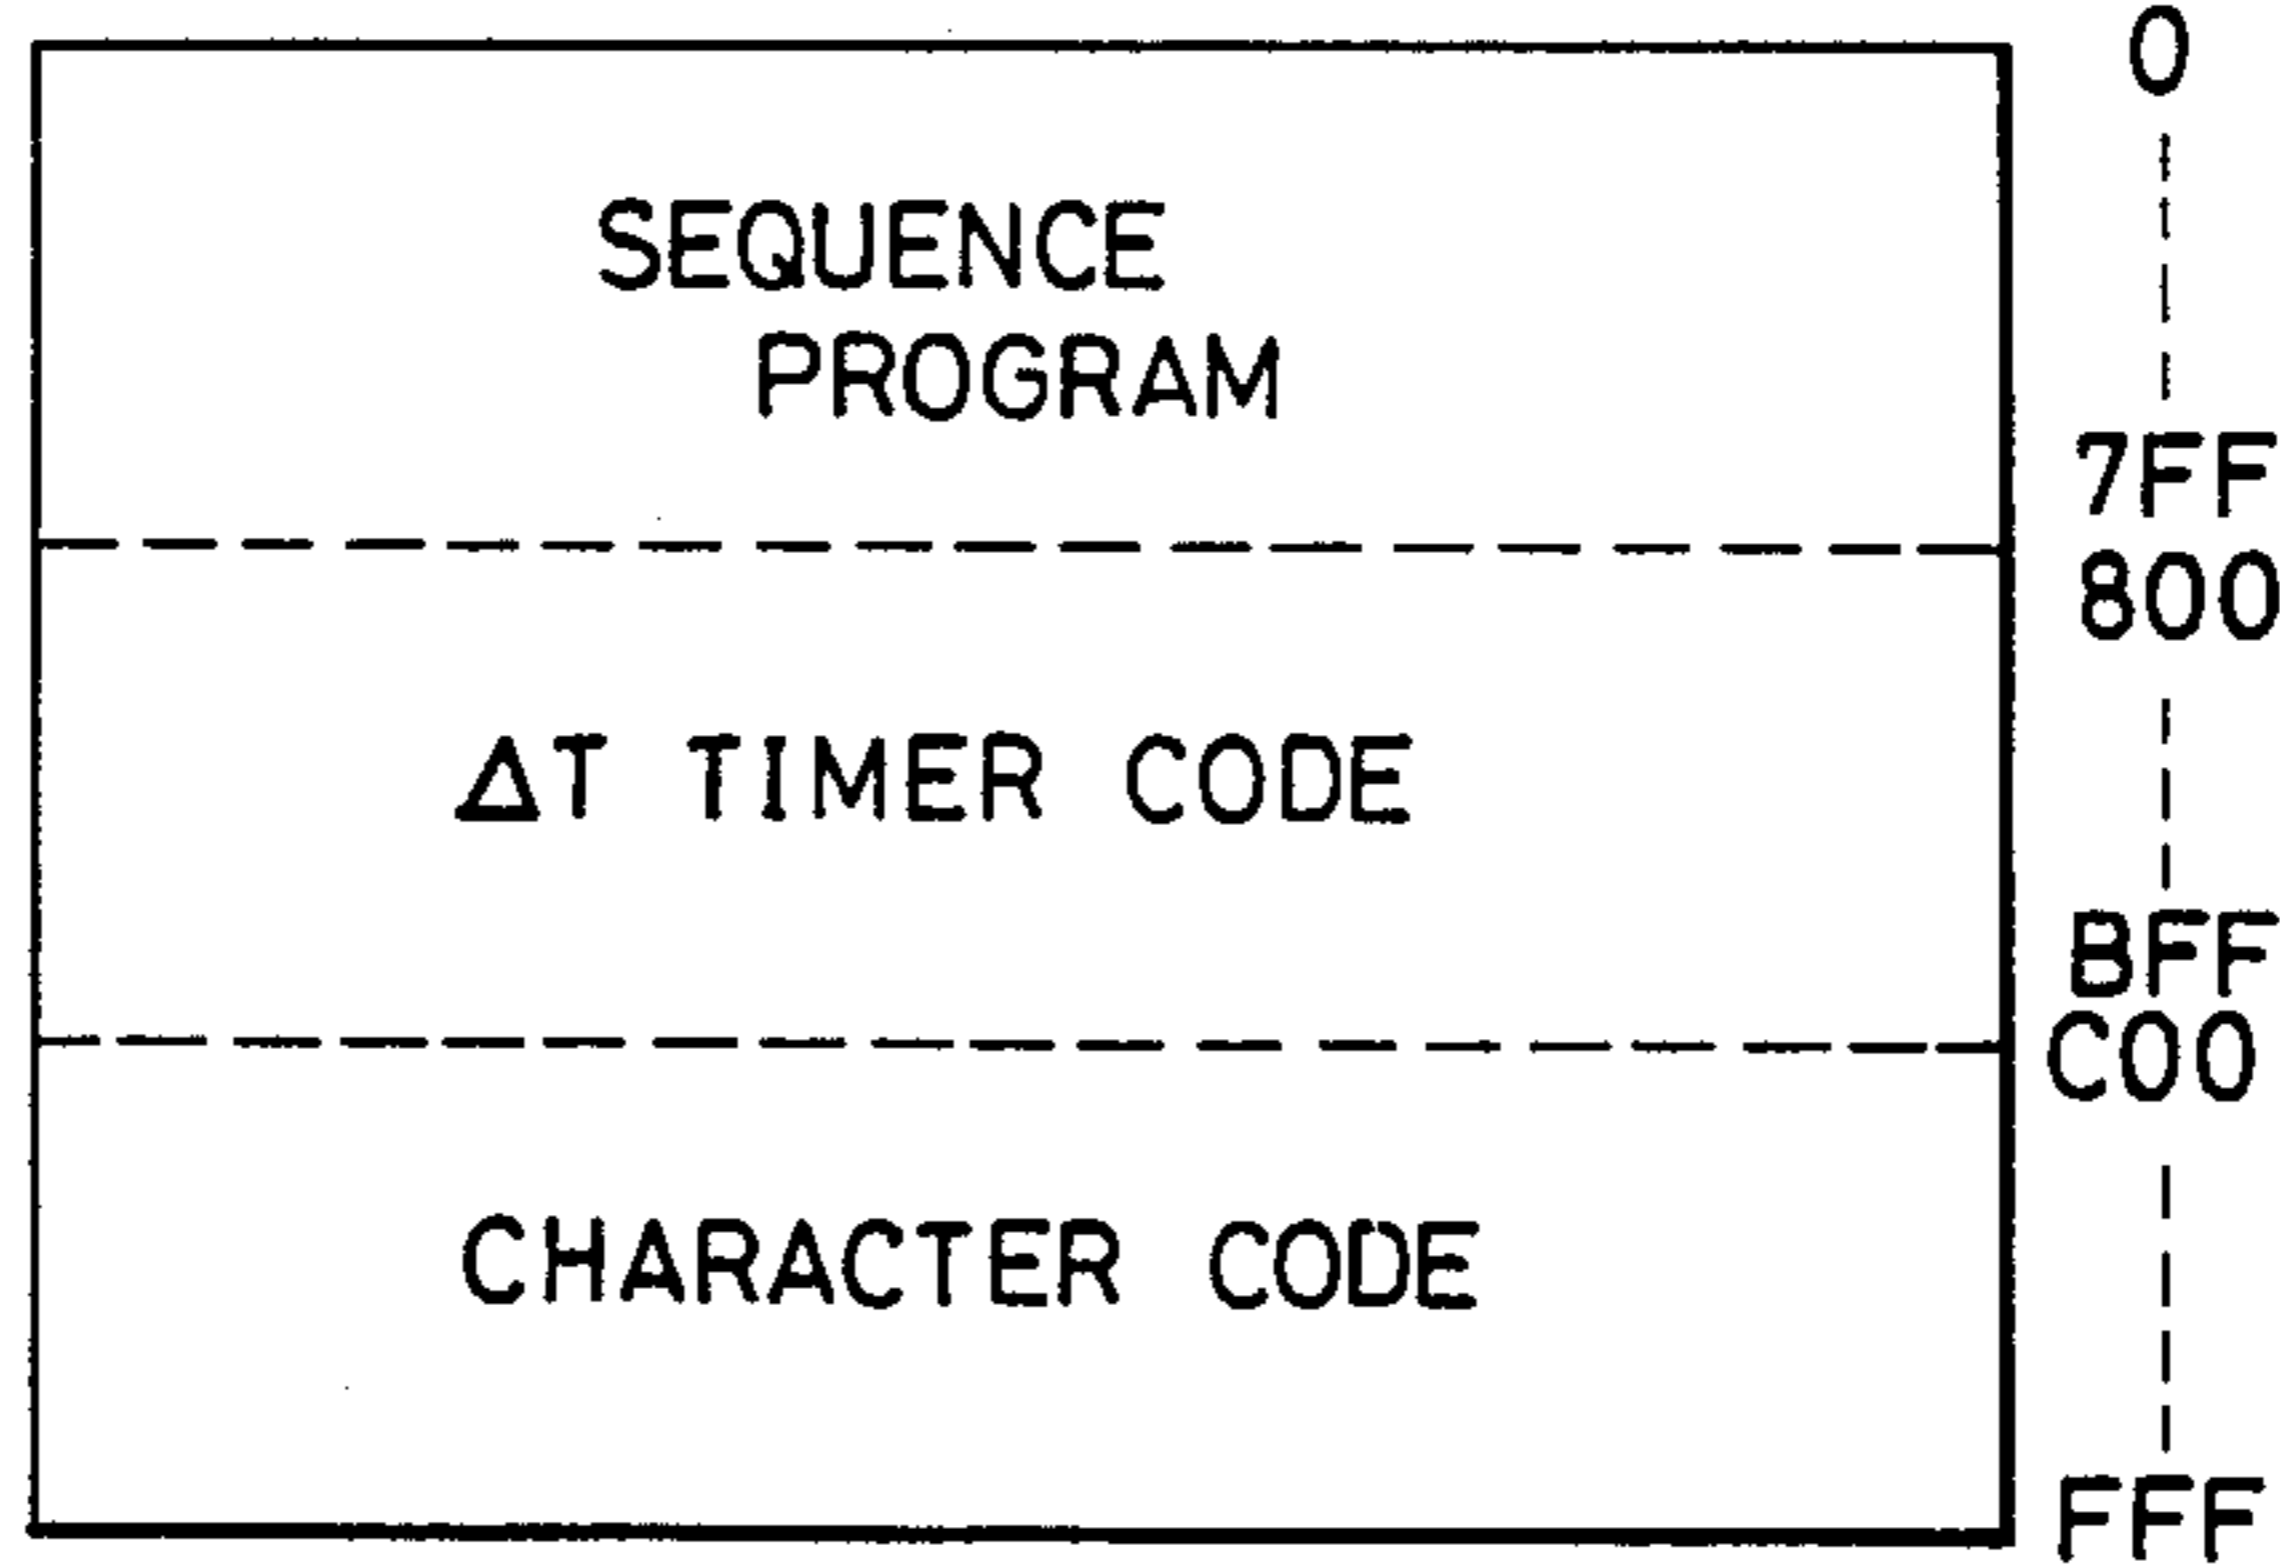 0
SEQUENCE
PROGRAM
7FF
800
ΔT TIMER CODE
BFF
C00
CHARACTER CODE
FFF